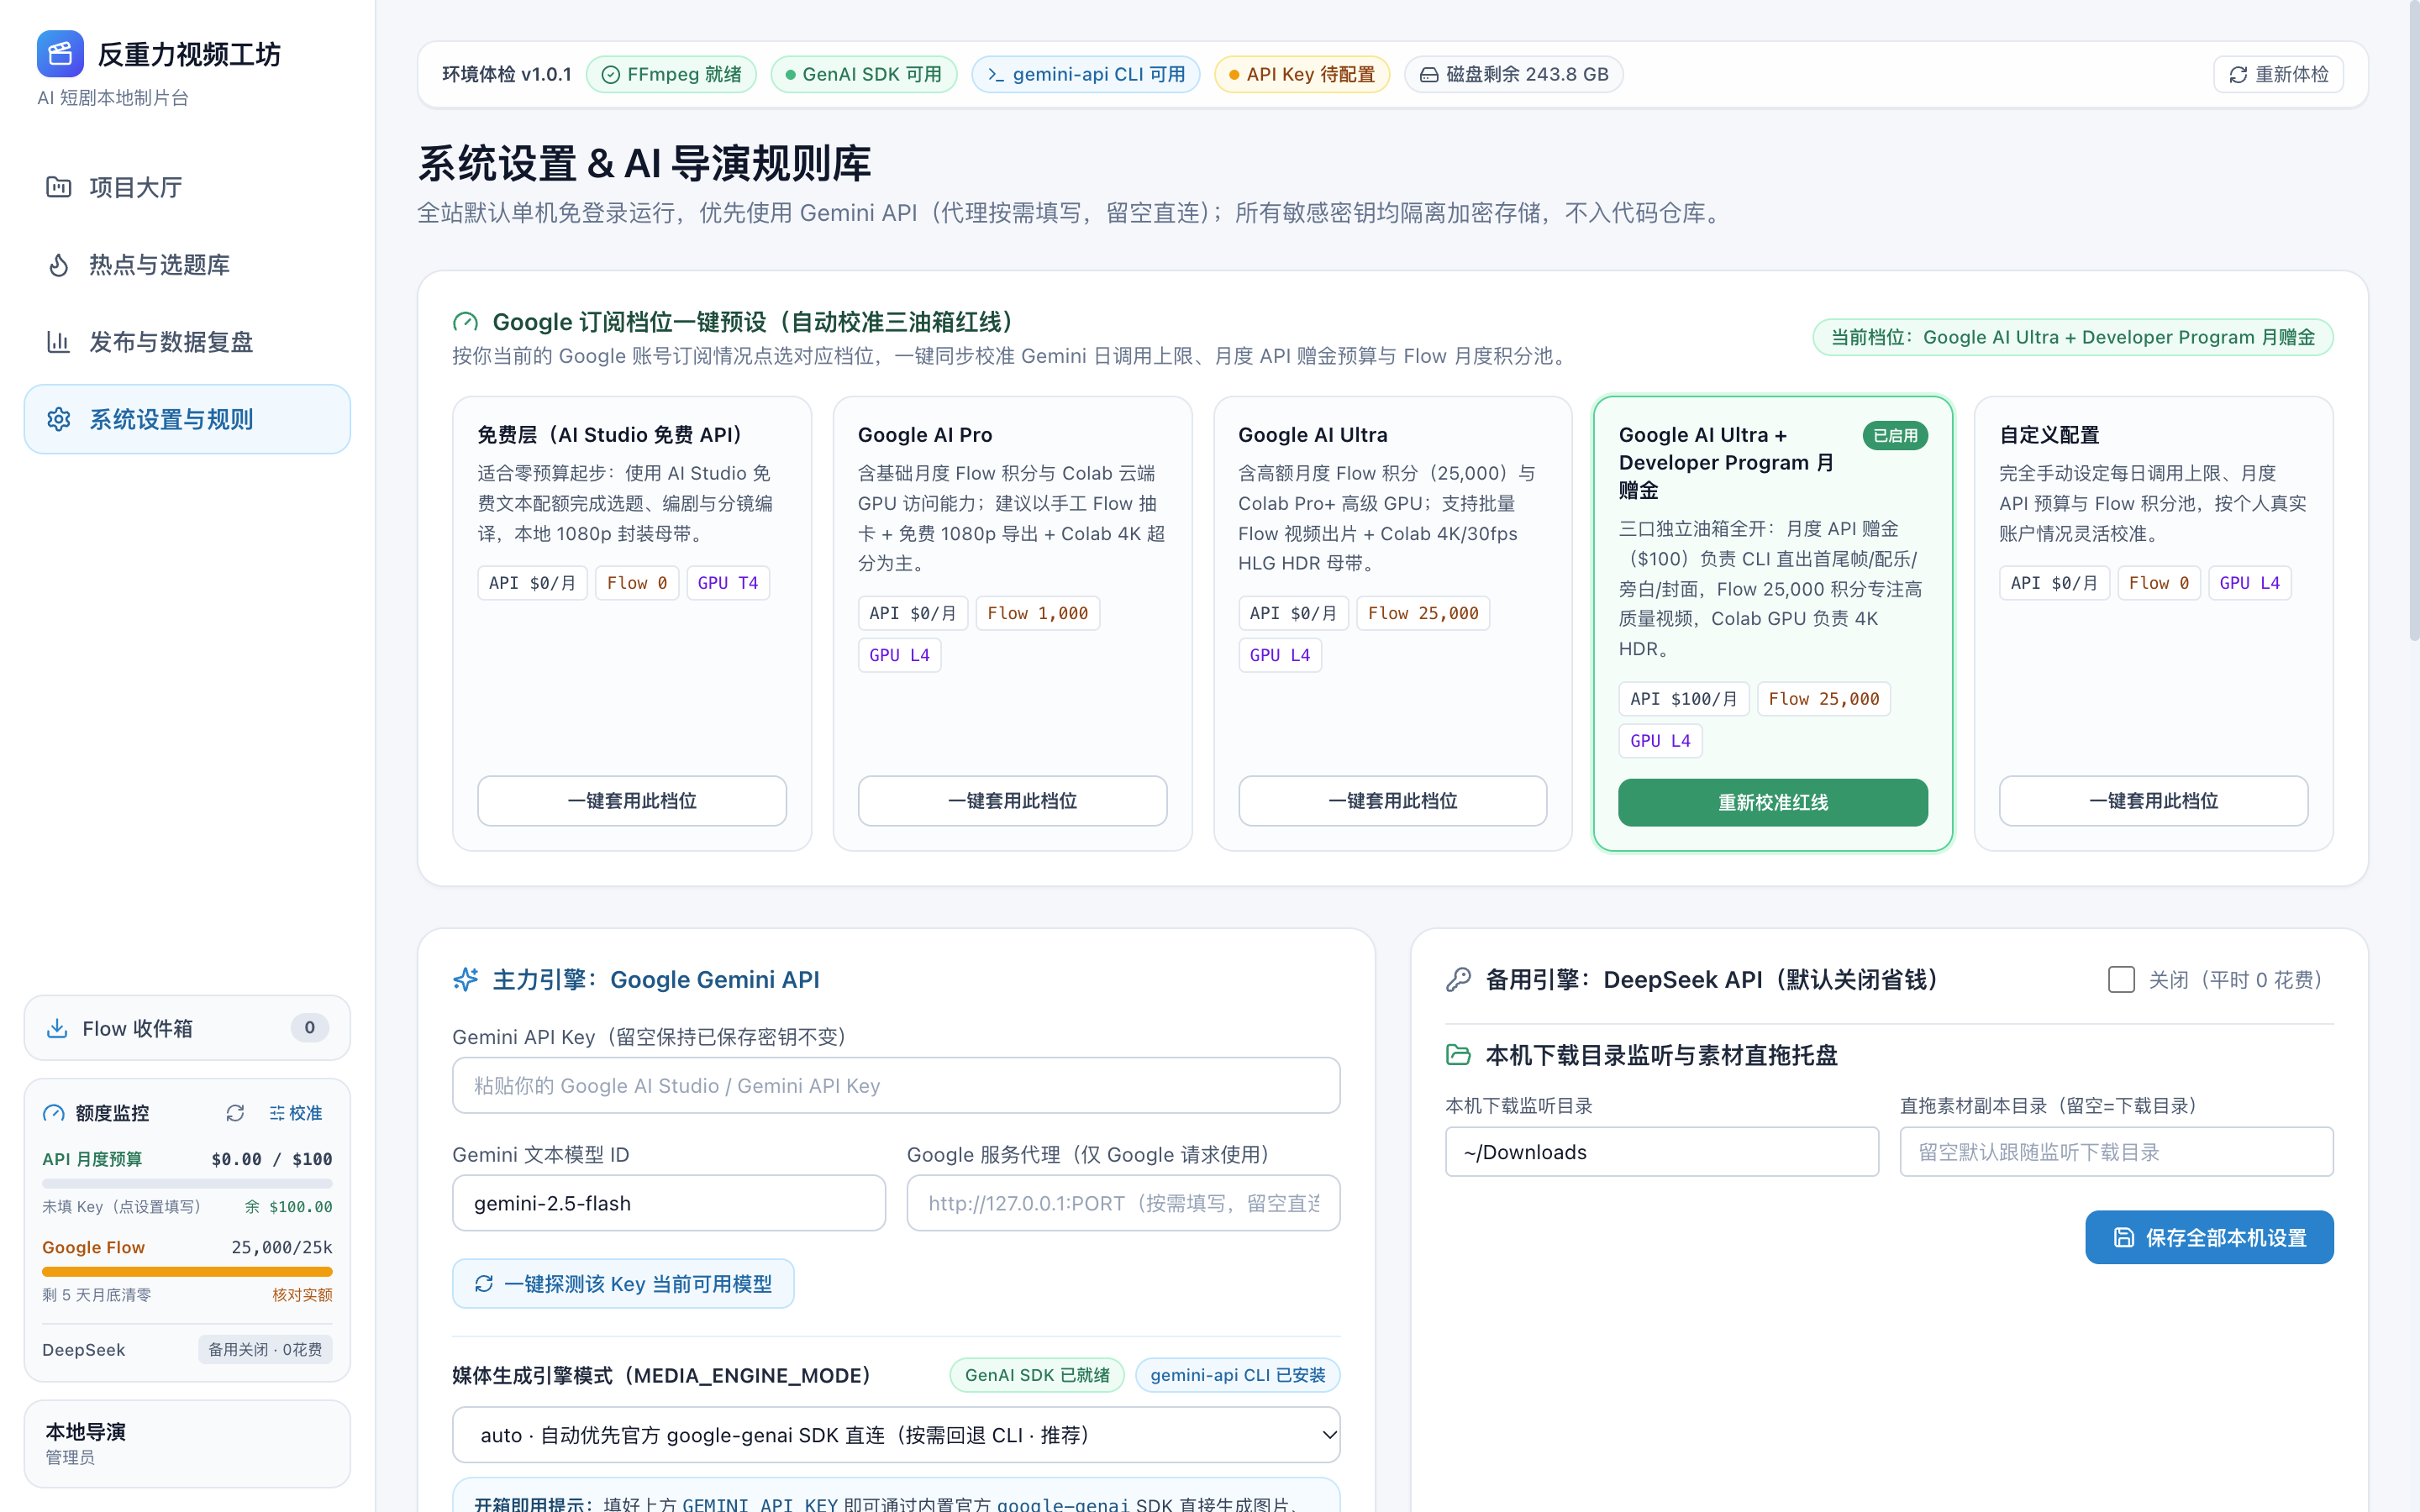 反重力视频工坊
AI 短剧本地制片台
项目大厅
热点与选题库
发布与数据复盘
系统设置与规则
Flow 收件箱
0
额度监控
校准
API 月度预算
$0.00 / $100
未填 Key（点设置填写）
余 $100.00
Google Flow
25,000/25k
剩 5 天月底清零
核对实额
DeepSeek
备用关闭 · 0花费
本地导演
管理员
环境体检 v1.0.1
FFmpeg 就绪
GenAI SDK 可用
gemini-api CLI 可用
API Key 待配置
磁盘剩余 243.8 GB
重新体检
系统设置 & AI 导演规则库
全站默认单机免登录运行，优先使用 Gemini API（代理按需填写，留空直连）；所有敏感密钥均隔离加密存储，不入代码仓库。
Google 订阅档位一键预设（自动校准三油箱红线）
按你当前的 Google 账号订阅情况点选对应档位，一键同步校准 Gemini 日调用上限、月度 API 赠金预算与 Flow 月度积分池。
当前档位：Google AI Ultra + Developer Program 月赠金
免费层（AI Studio 免费 API）
适合零预算起步：使用 AI Studio 免
费文本配额完成选题、编剧与分镜编
译，本地 1080p 封装母带。
API $0/月
Flow 0
GPU T4
一键套用此档位
Google AI Pro
含基础月度 Flow 积分与 Colab 云端
GPU 访问能力；建议以手工 Flow 抽
卡 + 免费 1080p 导出 + Colab 4K 超
分为主。
API $0/月
Flow 1,000
GPU L4
一键套用此档位
Google AI Ultra
含高额月度 Flow 积分（25,000）与
Colab Pro+ 高级 GPU；支持批量
Flow 视频出片 + Colab 4K/30fps
HLG HDR 母带。
API $0/月
Flow 25,000
GPU L4
一键套用此档位
Google AI Ultra +
Developer Program 月
赠金
已启用
三口独立油箱全开：月度 API 赠金
（$100）负责 CLI 直出首尾帧/配乐/
旁白/封面，Flow 25,000 积分专注高
质量视频，Colab GPU 负责 4K
HDR。
API $100/月
Flow 25,000
GPU L4
重新校准红线
自定义配置
完全手动设定每日调用上限、月度
API 预算与 Flow 积分池，按个人真实
账户情况灵活校准。
API $0/月
Flow 0
GPU L4
一键套用此档位
主力引擎：Google Gemini API
Gemini API Key（留空保持已保存密钥不变）
粘贴你的 Google AI Studio / Gemini API Key
Gemini 文本模型 ID
gemini-2.5-flash
Google 服务代理（仅 Google 请求使用）
http://127.0.0.1:PORT（按需填写，留空直连
一键探测该 Key 当前可用模型
媒体生成引擎模式（MEDIA_ENGINE_MODE）
GenAI SDK 已就绪
gemini-api CLI 已安装
auto · 自动优先官方 google-genai SDK 直连（按需回退 CLI · 推荐）
开箱即用提示：填好上方 GEMINI_API_KEY 即可通过内置官方 google-genai SDK 直接生成图片、
备用引擎：DeepSeek API（默认关闭省钱）
关闭（平时 0 花费）
本机下载目录监听与素材直拖托盘
本机下载监听目录
~/Downloads
直拖素材副本目录（留空=下载目录）
留空默认跟随监听下载目录
保存全部本机设置